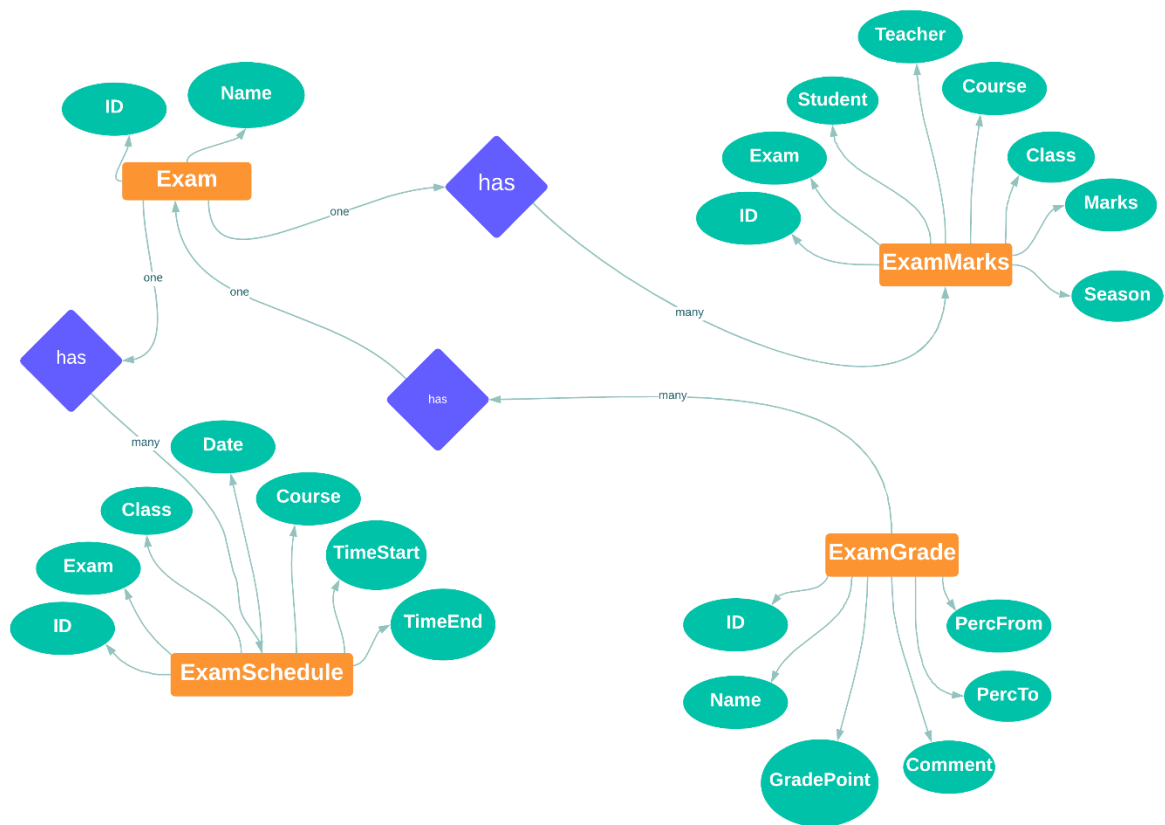 Teacher
ID
Name
Student
Course
Exam
Class
Exam
has
Marks
one
ID
ExamMarks
Season
one
one
many
has
has
many
many
Date
Class
Course
TimeStart
Exam
ExamGrade
ID
TimeEnd
ID
PercFrom
ExamSchedule
Name
PercTo
GradePoint
Comment